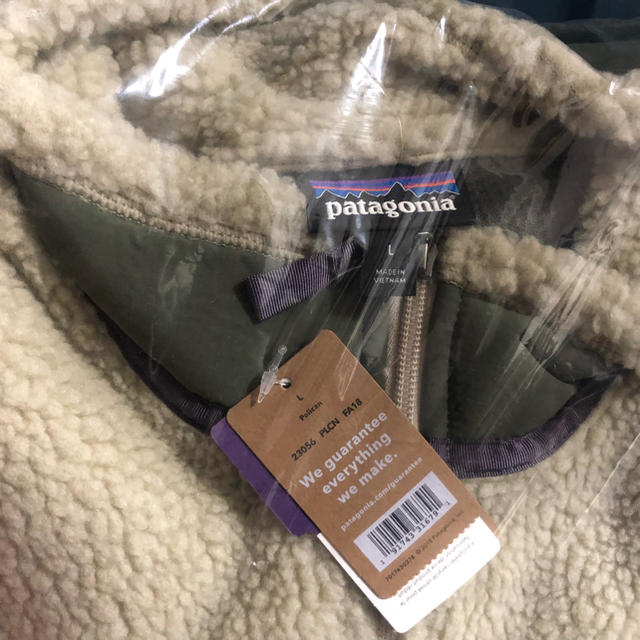 patagonia
L
MADE IN
VIETNAM
L
Pelican
23056 PLCN FA18
We guarantee
everything
we make.
patagonia.com/guarantee